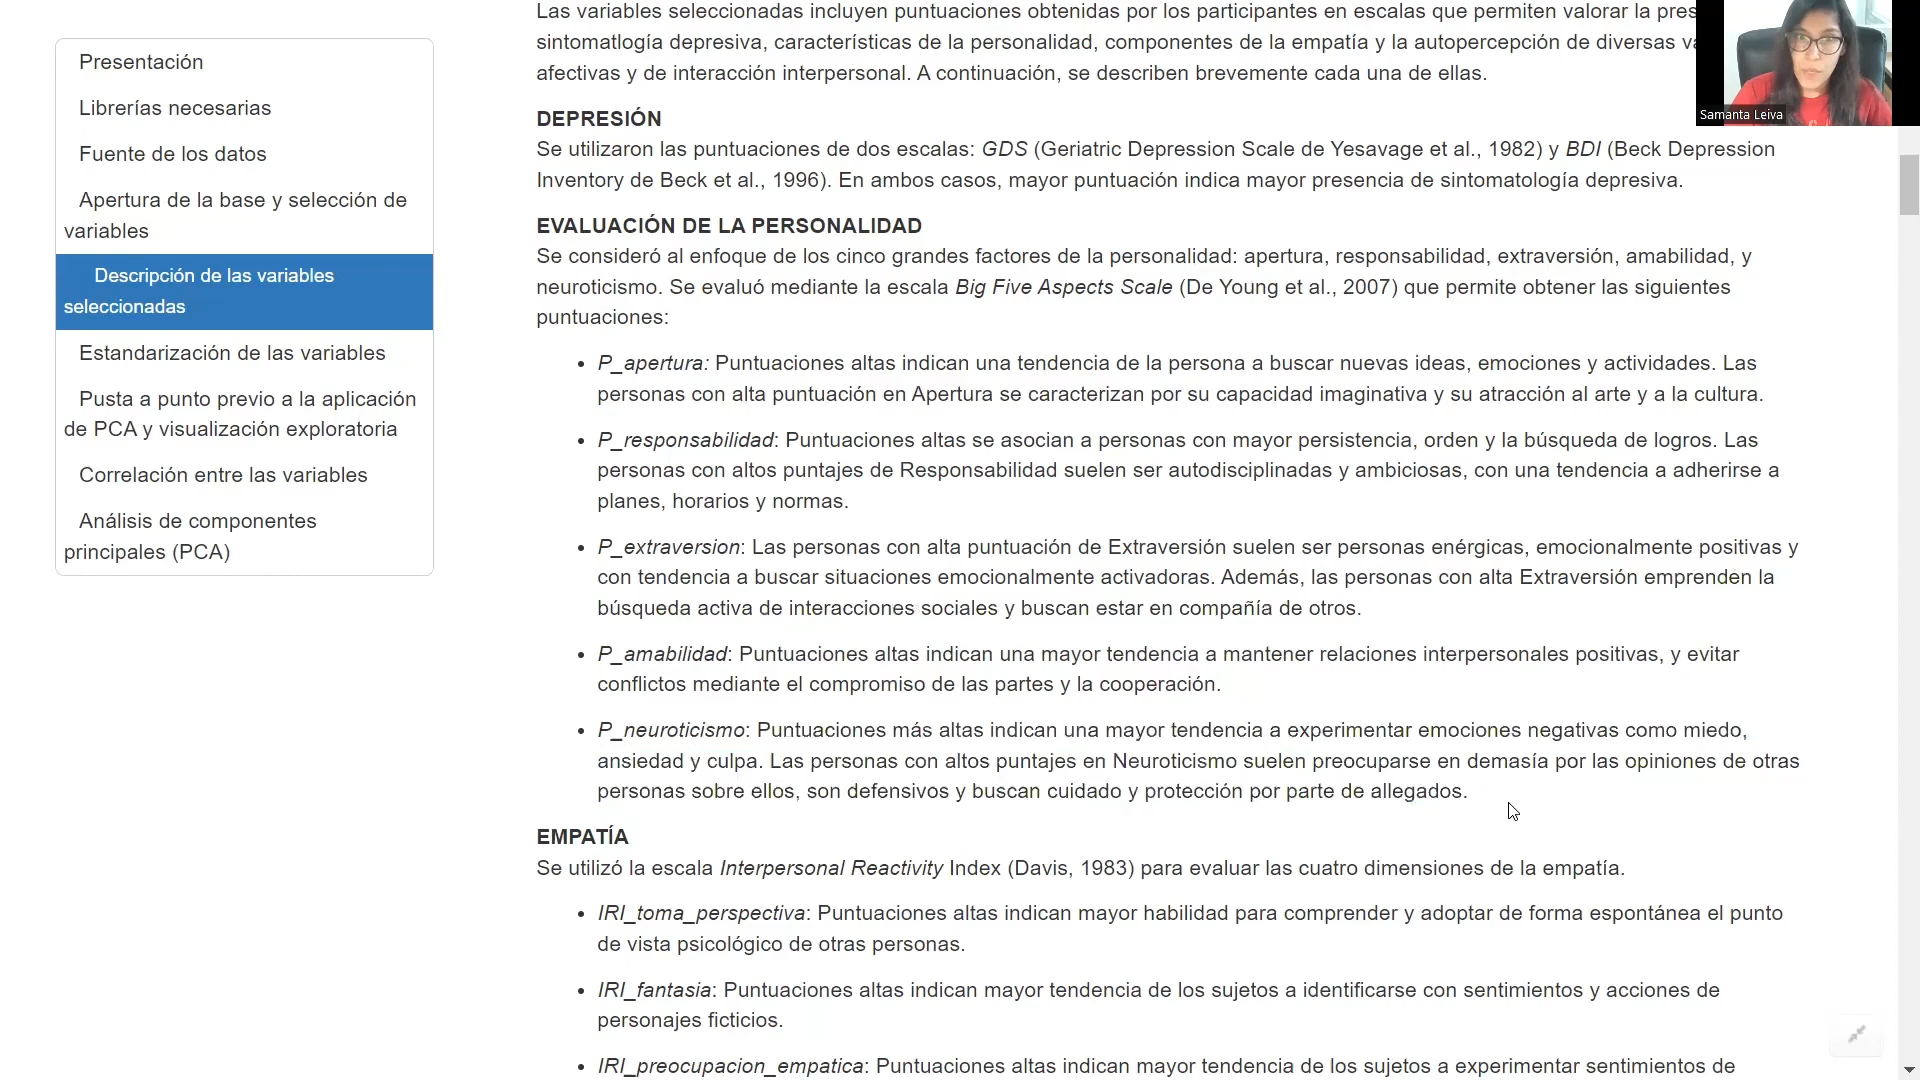 Presentación
Librerías necesarias
Fuente de los datos
Apertura de la base y selección de
variables
Descripción de las variables
seleccionadas
Estandarización de las variables
Pusta a punto previo a la aplicación
de PCA y visualización exploratoria
Correlación entre las variables
Análisis de componentes
principales (PCA)
Las variables seleccionadas incluyen puntuaciones obtenidas por los participantes en escalas que permiten valorar la
sintomatlogía depresiva, características de la personalidad, componentes de la empatía y la autopercepción de diversas
afectivas y de interacción interpersonal. A continuación, se describen brevemente cada una de ellas.
DEPRESIÓN
Se utilizaron las puntuaciones de dos escalas: GDS (Geriatric Depression Scale de Yesavage et al., 1982) y BDI (Beck Depression
Inventory de Beck et al., 1996). En ambos casos, mayor puntuación indica mayor presencia de sintomatología depresiva.
EVALUACIÓN DE LA PERSONALIDAD
Se consideró al enfoque de los cinco grandes factores de la personalidad: apertura, responsabilidad, extraversión, amabilidad, y
neuroticismo. Se evaluó mediante la escala Big Five Aspects Scale (De Young et al., 2007) que permite obtener las siguientes
puntuaciones:
• P_apertura: Puntuaciones altas indican una tendencia de la persona a buscar nuevas ideas, emociones y actividades. Las
personas con alta puntuación en Apertura se caracterizan por su capacidad imaginativa y su atracción al arte y a la cultura.
• P_responsabilidad: Puntuaciones altas se asocian a personas con mayor persistencia, orden y la búsqueda de logros. Las
personas con altos puntajes de Responsabilidad suelen ser autodisciplinadas y ambiciosas, con una tendencia a adherirse a
planes, horarios y normas.
• P_extraversion: Las personas con alta puntuación de Extraversión suelen ser personas enérgicas, emocionalmente positivas y
con tendencia a buscar situaciones emocionalmente activadoras. Además, las personas con alta Extraversión emprenden la
búsqueda activa de interacciones sociales y buscan estar en compañía de otros.
• P_amabilidad: Puntuaciones altas indican una mayor tendencia a mantener relaciones interpersonales positivas, y evitar
conflictos mediante el compromiso de las partes y la cooperación.
• P_neuroticismo: Puntuaciones más altas indican una mayor tendencia a experimentar emociones negativas como miedo,
ansiedad y culpa. Las personas con altos puntajes en Neuroticismo suelen preocuparse en demasía por las opiniones de otras
personas sobre ellos, son defensivos y buscan cuidado y protección por parte de allegados.
EMPATÍA
Se utilizó la escala Interpersonal Reactivity Index (Davis, 1983) para evaluar las cuatro dimensiones de la empatía.
• IRI_toma_perspectiva: Puntuaciones altas indican mayor habilidad para comprender y adoptar de forma espontánea el punto
de vista psicológico de otras personas.
• IRI_fantasia: Puntuaciones altas indican mayor tendencia de los sujetos a identificarse con sentimientos y acciones de
personajes ficticios.
• IRI_preocupacion_empatica: Puntuaciones altas indican mayor tendencia de los sujetos a experimentar sentimientos de
Samanta Leiva